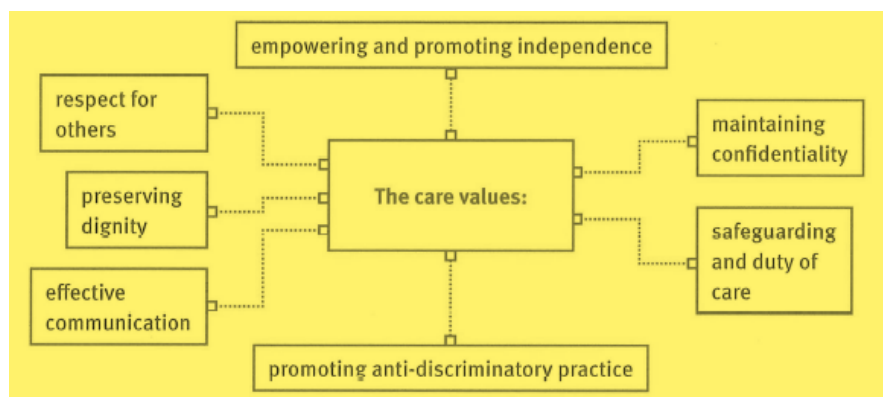 empowering and promoting independence
respect for
others
maintaining
confidentiality
The care values:
preserving
dignity
safeguarding
and duty of
care
effective
communication
promoting anti-discriminatory practice